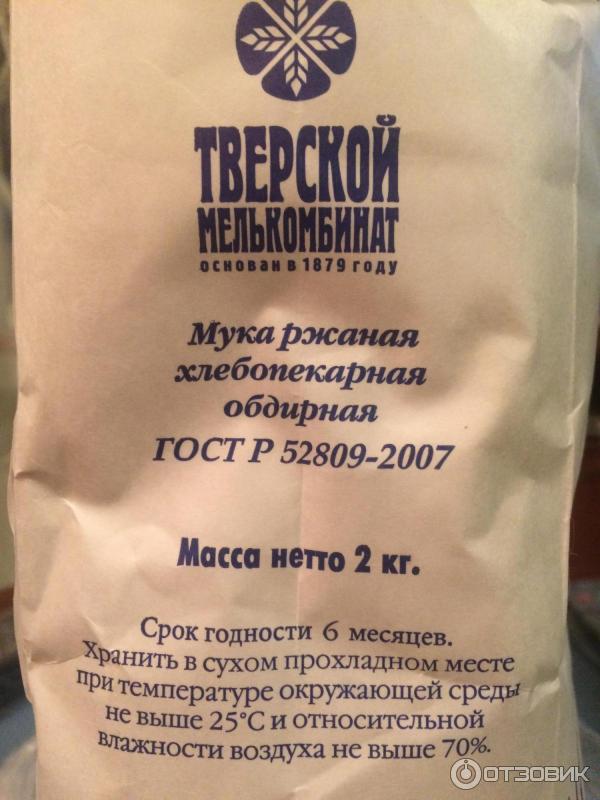 ТВЕРСКОЙ
МЕЛЬКОМБИНАТ
основан в 1879 году
Мука ржаная
хлебопекарная
обдирная
ГОСТ Р 52809-2007
Масса нетто 2 кг.
Срок годности 6 месяцев.
Хранить в сухом прохладном месте
при температуре окружающей среды
не выше 25°С и относительной
влажности воздуха не выше 70%.
ОТЗОВИК